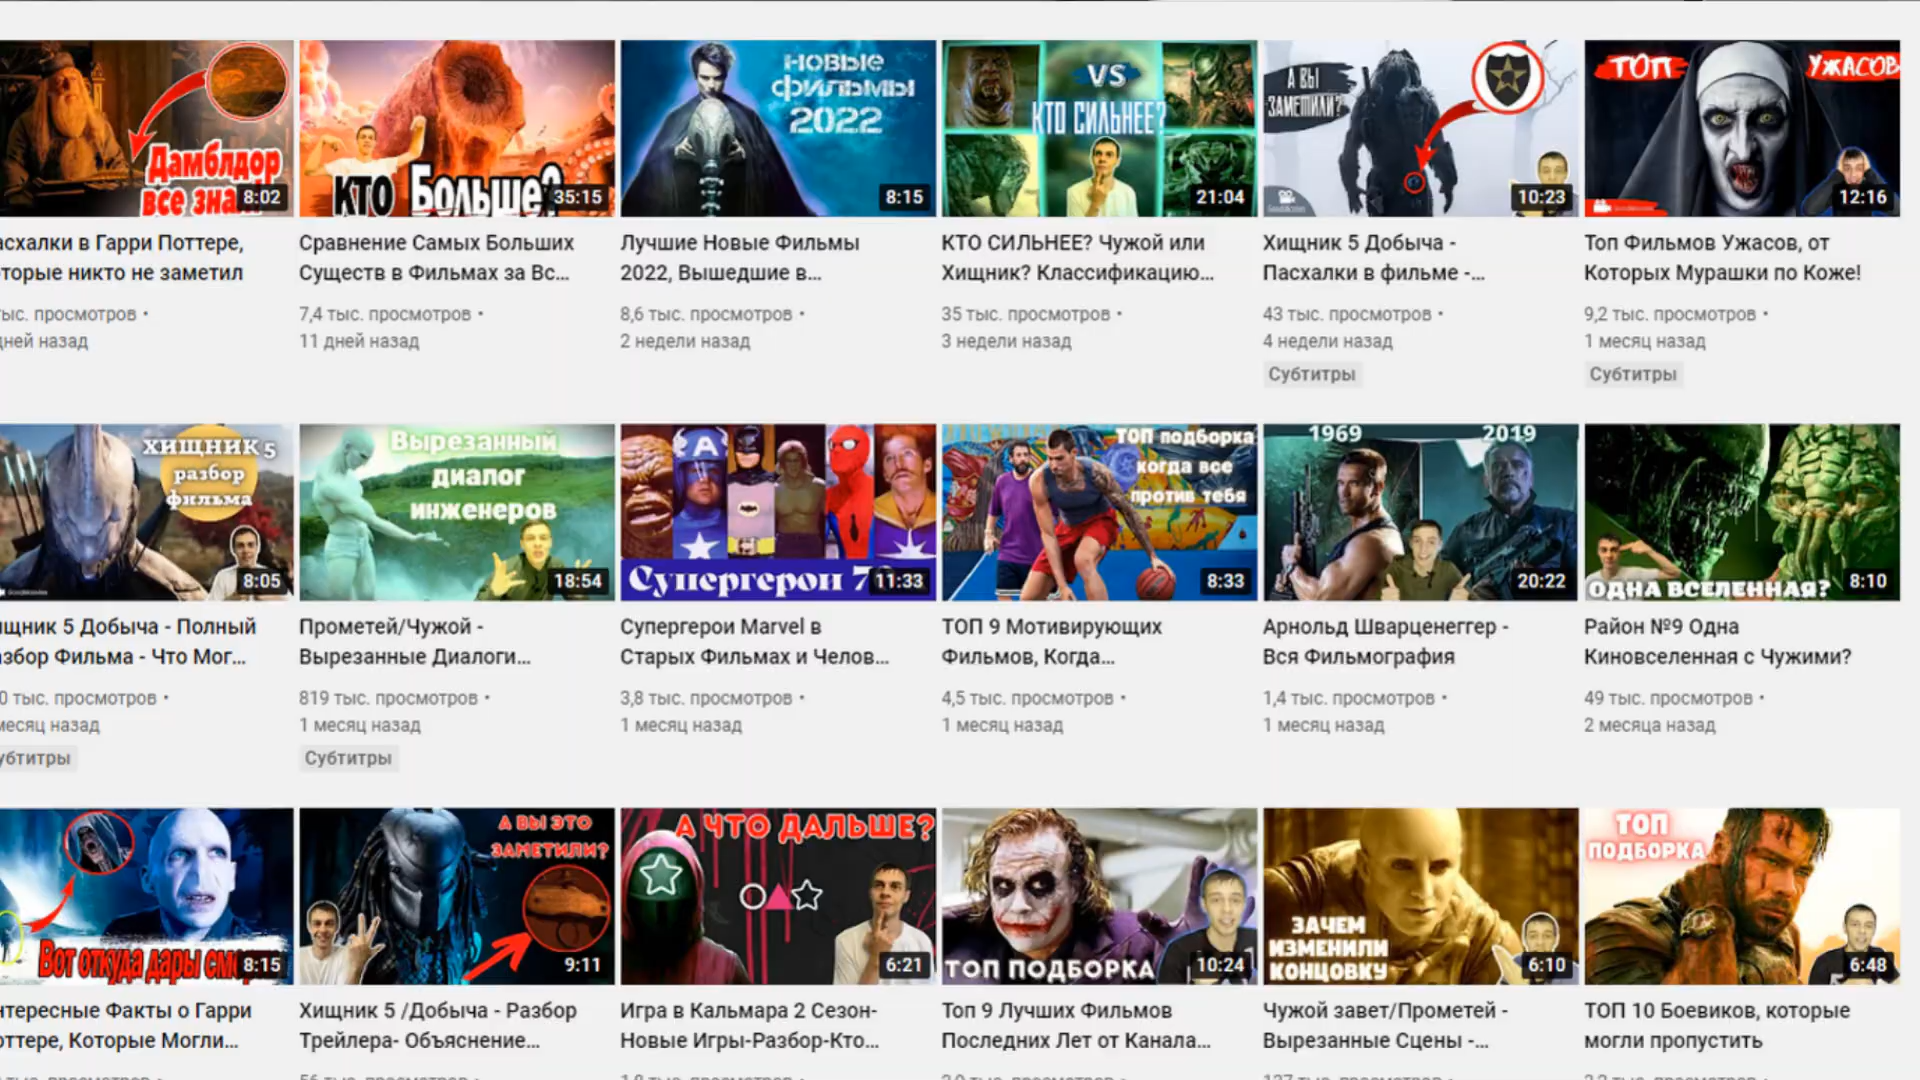 Дамблдор
все зна
8:02
КТО Больше?
35:15
НОВЫЕ
ФИЛЬМЫ
2022
8:15
VS
КТО СИЛЬНЕЕ?
21:04
А ВЫ
ЗАМЕТИЛИ?
10:23
ТОП УЖАСОВ
12:16
асхалки в Гарри Поттере,
торые никто не заметил
тыс. просмотров •
дней назад
Сравнение Самых Больших
Существ в Фильмах за Вс...
7,4 тыс. просмотров •
11 дней назад
Лучшие Новые Фильмы
2022, Вышедшие в...
8,6 тыс. просмотров •
2 недели назад
КТО СИЛЬНЕЕ? Чужой или
Хищник? Классификацию...
35 тыс. просмотров •
3 недели назад
Хищник 5 Добыча -
Пасхалки в фильме -...
43 тыс. просмотров •
4 недели назад
Субтитры
Топ Фильмов Ужасов, от
Которых Мурашки по Коже!
9,2 тыс. просмотров •
1 месяц назад
Субтитры
ХИЩНИК 5
разбор
фильма
8:05
Вырезанный
диалог
инженеров
18:54
Супергерои 7
11:33
ТОП подборка
когда все
против тебя
8:33
1969 2019
20:22
ОДНА ВСЕЛЕННАЯ?
8:10
щник 5 Добыча - Полный
збор Фильма - Что Мог...
0 тыс. просмотров •
месяц назад
убтитры
Прометей/Чужой -
Вырезанные Диалоги...
819 тыс. просмотров •
1 месяц назад
Субтитры
Супергерои Marvel в
Старых Фильмах и Челов...
3,8 тыс. просмотров •
1 месяц назад
ТОП 9 Мотивирующих
Фильмов, Когда...
4,5 тыс. просмотров •
1 месяц назад
Арнольд Шварценеггер -
Вся Фильмография
1,4 тыс. просмотров •
1 месяц назад
Район №9 Одна
Киновселенная с Чужими?
49 тыс. просмотров •
2 месяца назад
Вот откуда дары сме
8:15
А ВЫ ЭТО
ЗАМЕТИЛИ?
9:11
А ЧТО ДАЛЬШЕ?
6:21
ТОП ПОДБОРКА
10:24
ЗАЧЕМ
ИЗМЕНИЛИ
КОНЦОВКУ
6:10
ТОП
ПОДБОРКА
6:48
нтересные Факты о Гарри
оттере, Которые Могли...
Хищник 5 /Добыча - Разбор
Трейлера- Объяснение...
Игра в Кальмара 2 Сезон-
Новые Игры-Разбор-Кто...
Топ 9 Лучших Фильмов
Последних Лет от Канала...
Чужой завет/Прометей -
Вырезанные Сцены -...
ТОП 10 Боевиков, которые
могли пропустить